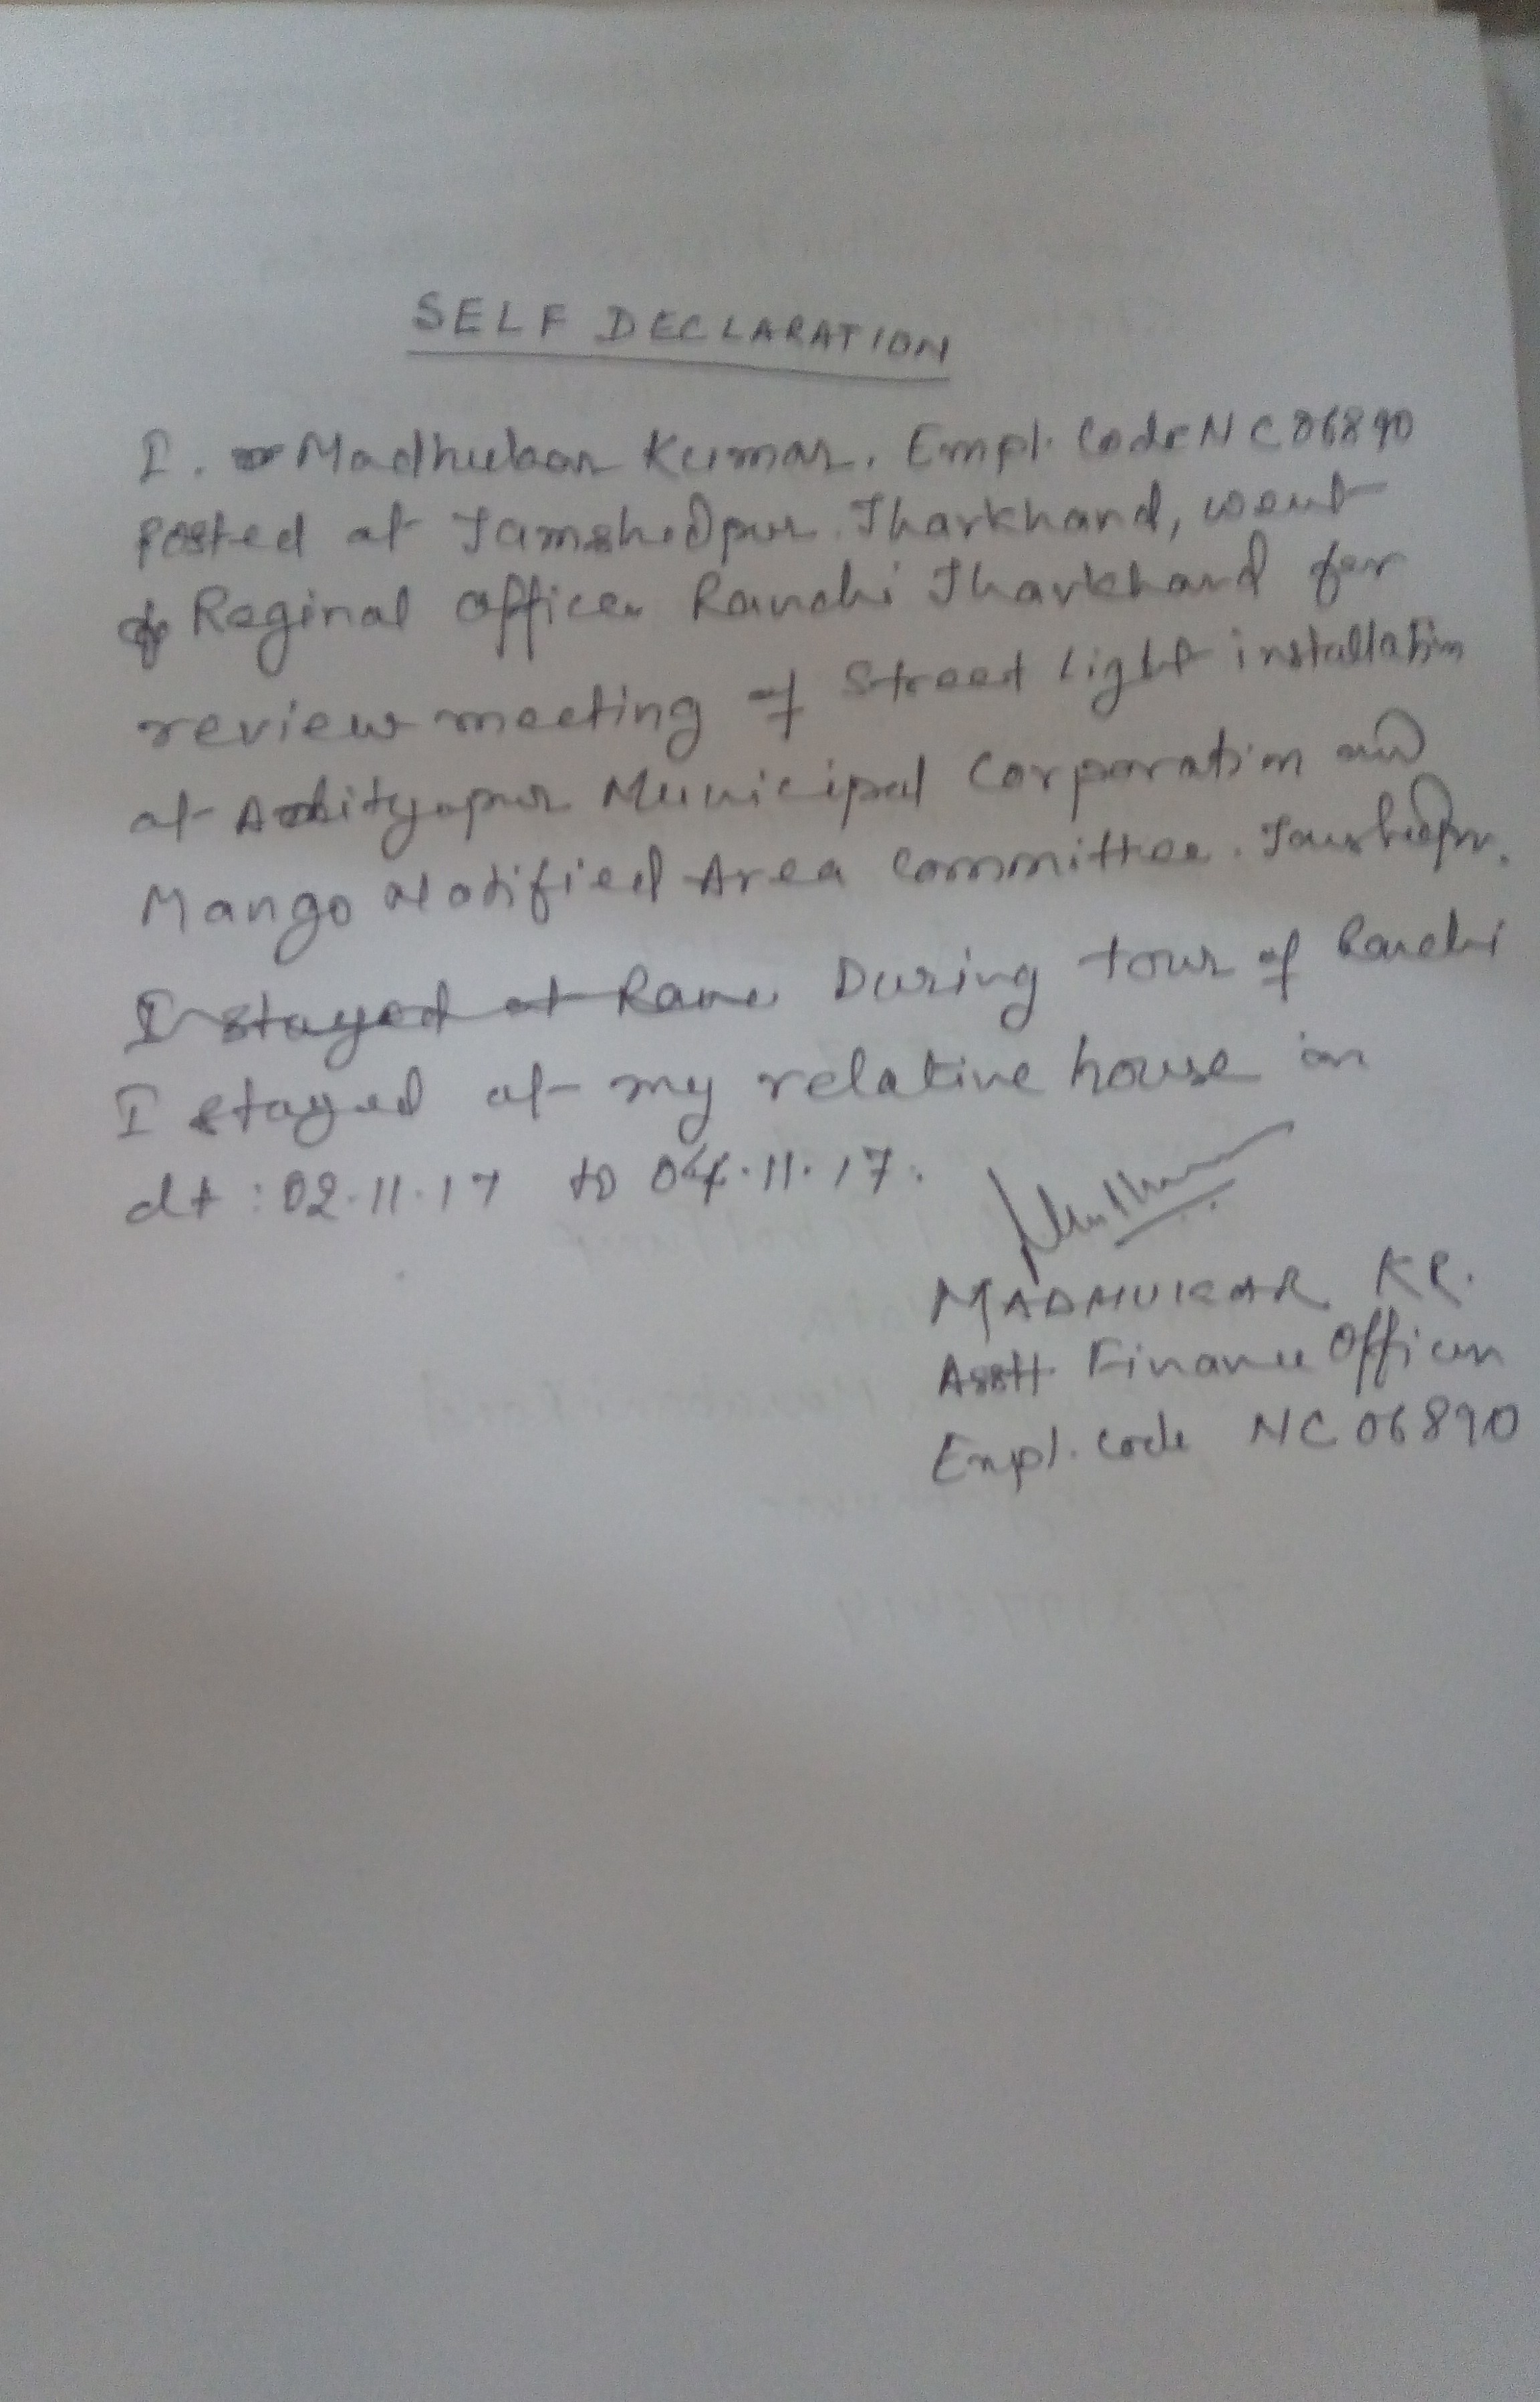 SELF DECLARATION
I. Madhukar Kumar. Empl. Code NC06890
Posted at Jamshedpur. Jharkhand, went
Reginal officer Ranchi Jharkhand for
review meeting of Street Light installation
at Adityapur Municipal Corporation and
Mango Notified Area Committee. Jamshedpur.
I stayed at During tour of Ranchi
I stayed at my relative house on
dt : 02.11.17 to 04.11.17.
MADHUKAR KR.
Asstt Finance Officer
Empl. Code NC 06890